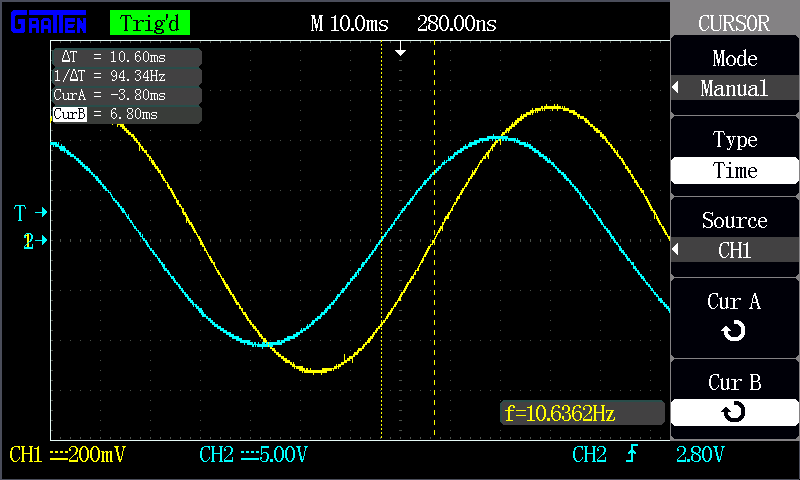 GRATTEN Trig'd M 10.0ms 280.00ns CURSOR
ΔT = 10.60ms
1/ΔT = 94.34Hz
CurA = -3.80ms
CurB = 6.80ms
Mode
Manual
Type
Time
Source
CH1
Cur A
Cur B
T
2
f=10.6362Hz
CH1 200mV CH2 5.00V CH2 2.80V